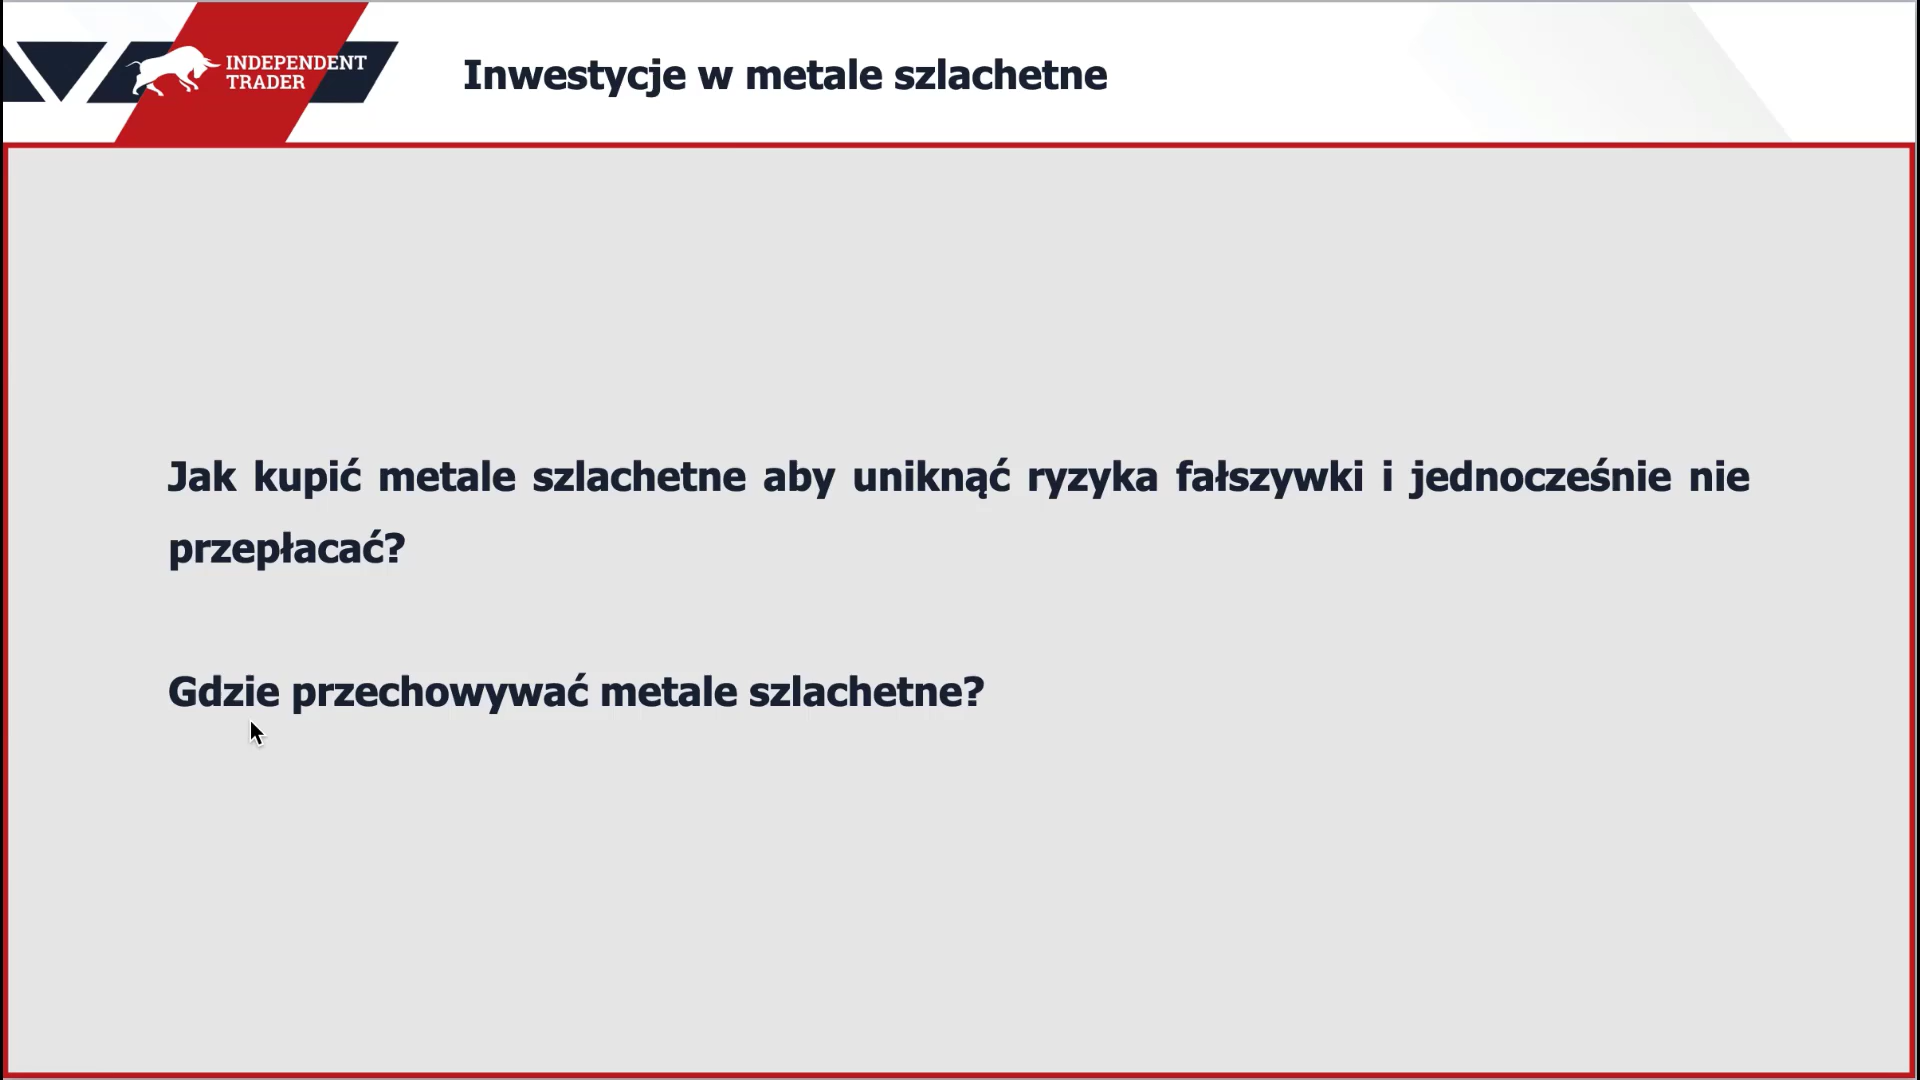 INDEPENDENT
TRADER
Inwestycje w metale szlachetne
Jak kupić metale szlachetne aby uniknąć ryzyka fałszywki i jednocześnie nie
przepłacać?
Gdzie przechowywać metale szlachetne?